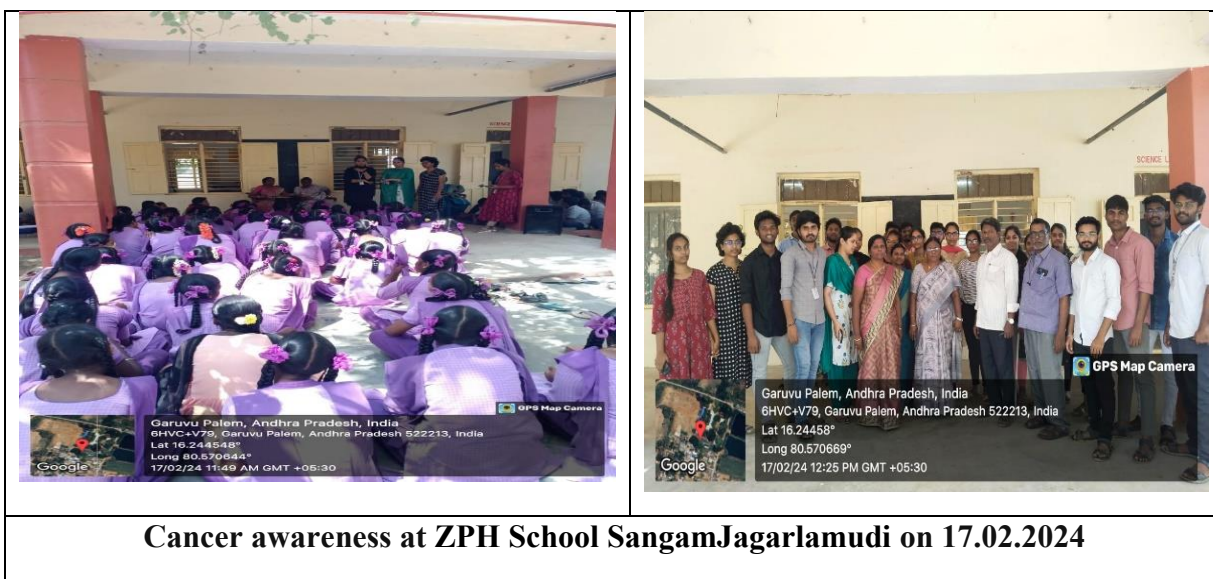 SCIENCE
GPS Map Camera
Garuvu Palem, Andhra Pradesh, India
6HVC+V79, Garuvu Palem, Andhra Pradesh 522213, India
Lat 16.244548°
Long 80.570644°
17/02/24 11:49 AM GMT +05:30
Google
SCIENCE L
GPS Map Camera
Garuvu Palem, Andhra Pradesh, India
6HVC+V79, Garuvu Palem, Andhra Pradesh 522213, India
Lat 16.24458°
Long 80.570669°
17/02/24 12:25 PM GMT +05:30
Google
Cancer awareness at ZPH School SangamJagarlamudi on 17.02.2024